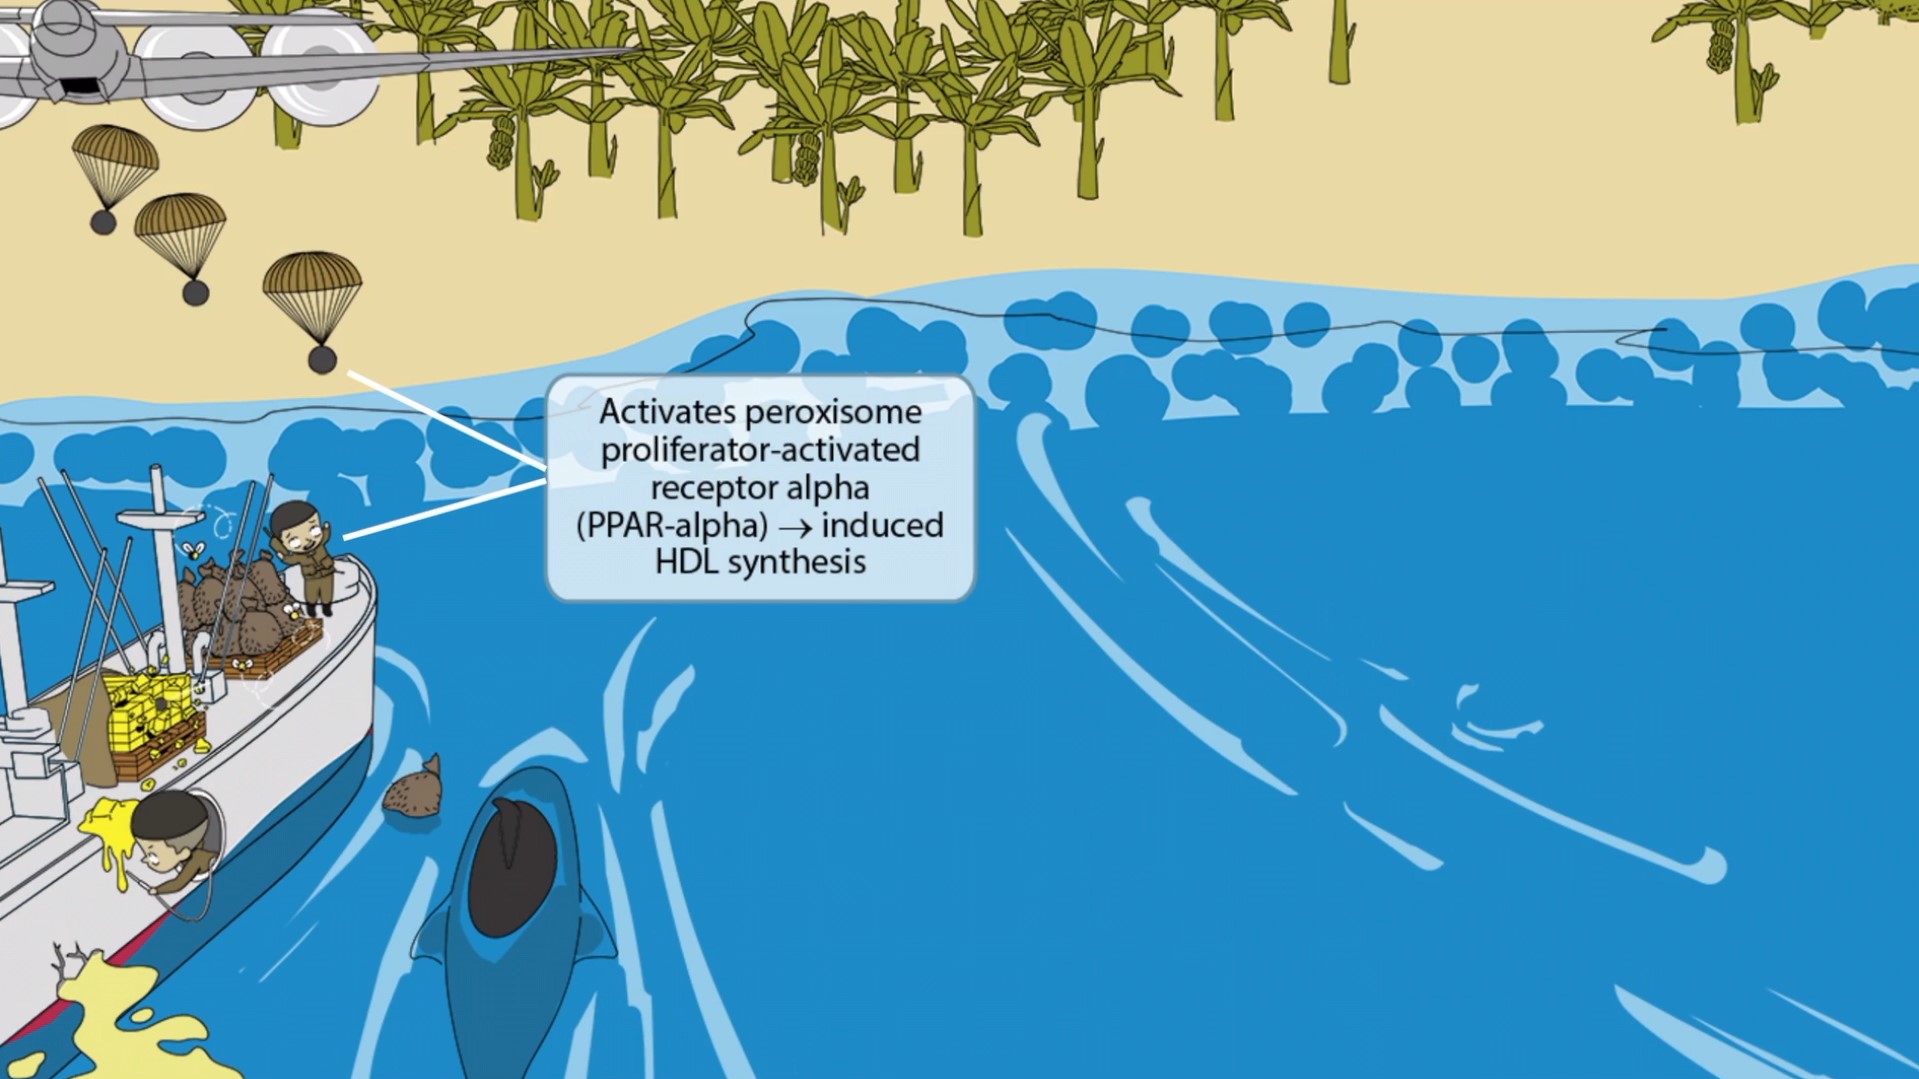 Activates peroxisome
proliferator-activated
receptor alpha
(PPAR-alpha) → induced
HDL synthesis